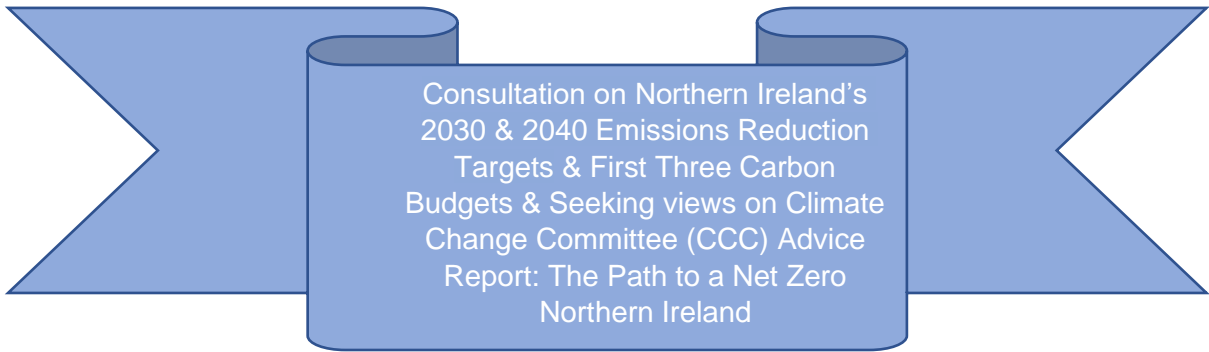 Consultation on Northern Ireland’s
2030 & 2040 Emissions Reduction
Targets & First Three Carbon
Budgets & Seeking views on Climate
Change Committee (CCC) Advice
Report: The Path to a Net Zero
Northern Ireland